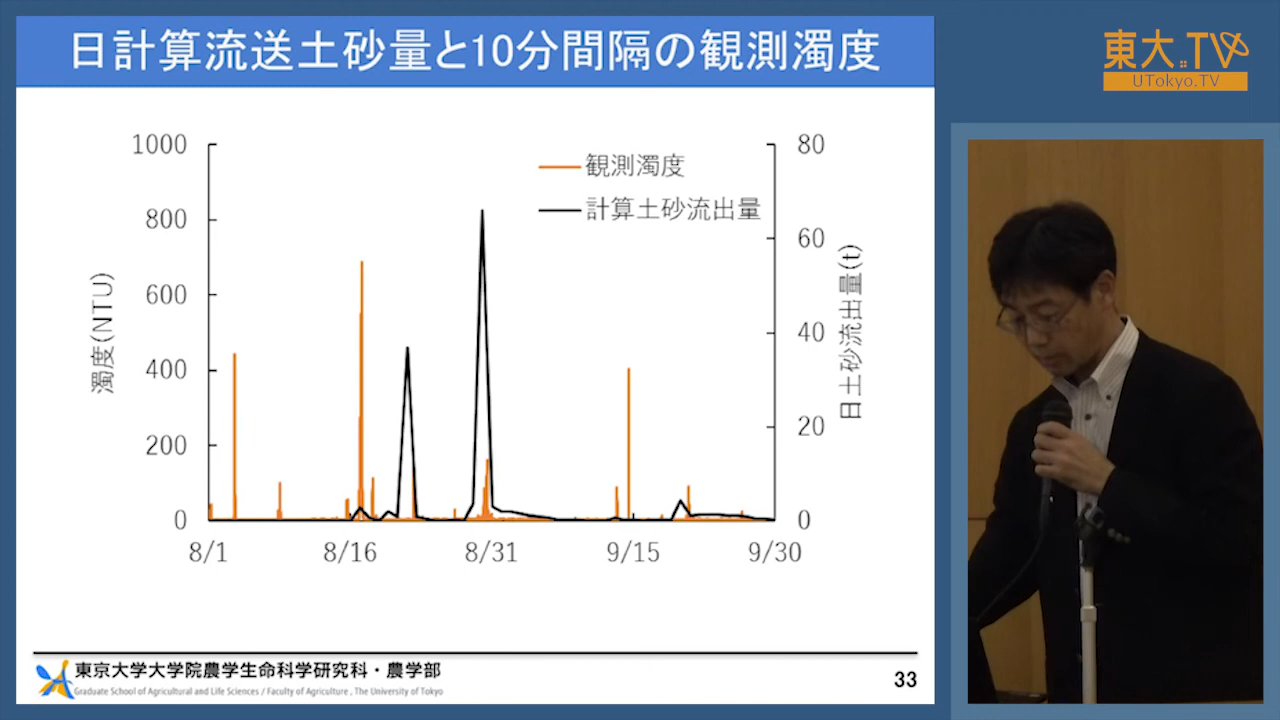 日計算流送土砂量と10分間隔の観測濁度
東大.TV
UTokyo.TV
観測濁度
計算土砂流出量
濁度(NTU)
1000
800
600
400
200
0
80
60
40
20
0
日土砂流出量(t)
8/1
8/16
8/31
9/15
9/30
東京大学大学院農学生命科学研究科・農学部
Graduate School of Agricultural and Life Sciences / Faculty of Agriculture , The University of Tokyo
33